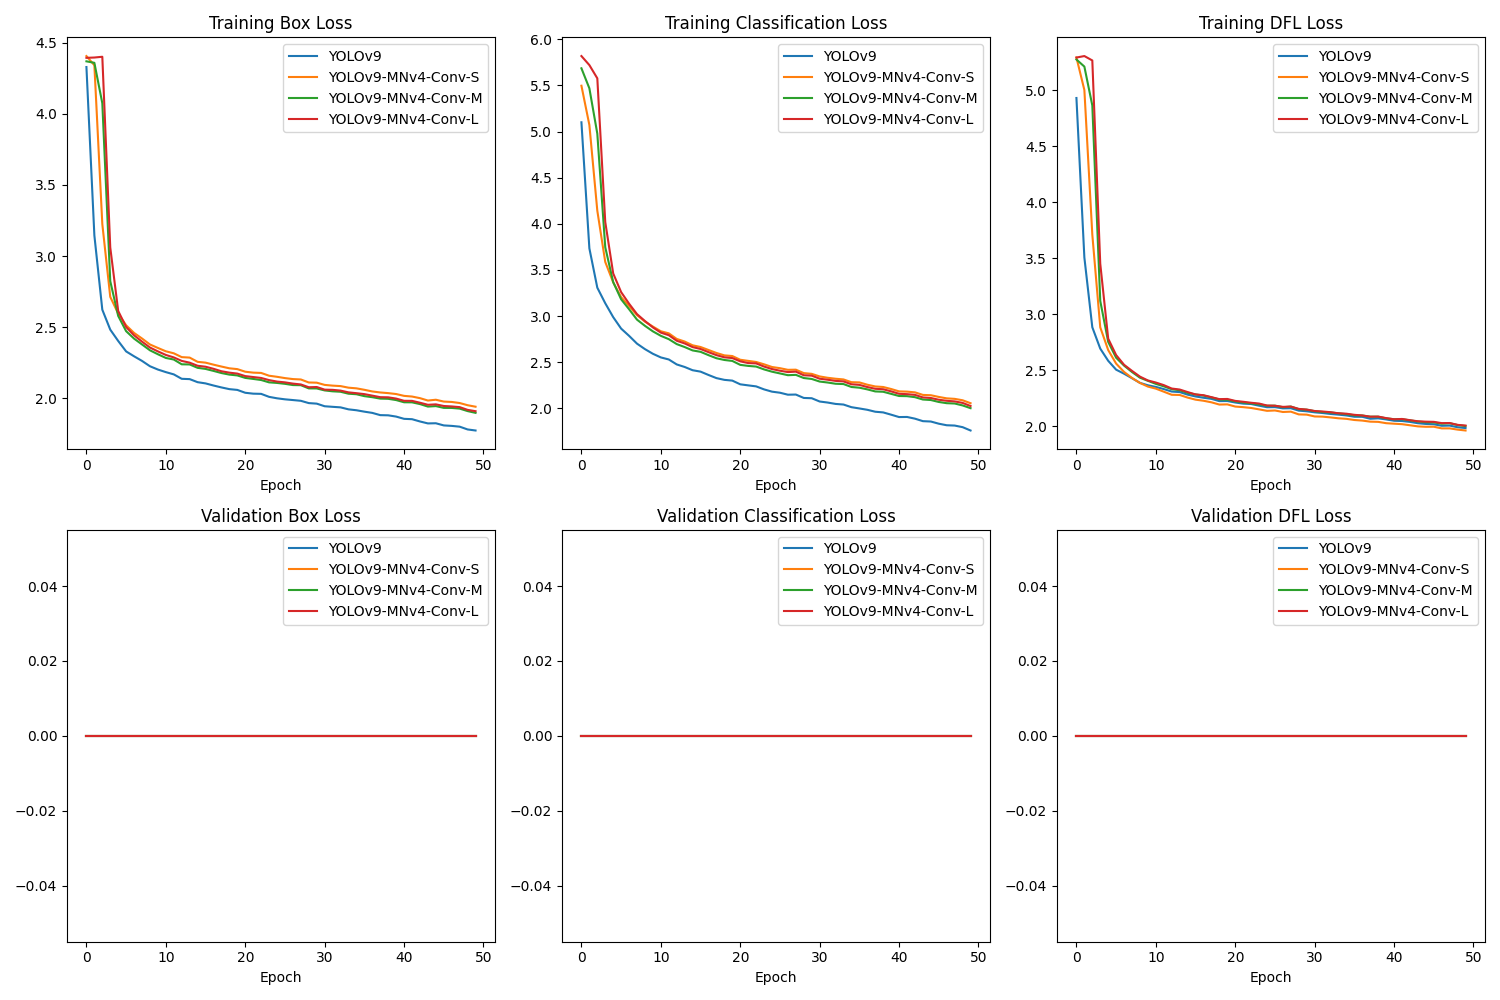 Training Box Loss
4.5
4.0
3.5
3.0
2.5
2.0
0 10 20 30 40 50
Epoch
YOLOv9
YOLOv9-MNv4-Conv-S
YOLOv9-MNv4-Conv-M
YOLOv9-MNv4-Conv-L
Training Classification Loss
6.0
5.5
5.0
4.5
4.0
3.5
3.0
2.5
2.0
0 10 20 30 40 50
Epoch
YOLOv9
YOLOv9-MNv4-Conv-S
YOLOv9-MNv4-Conv-M
YOLOv9-MNv4-Conv-L
Training DFL Loss
5.0
4.5
4.0
3.5
3.0
2.5
2.0
0 10 20 30 40 50
Epoch
YOLOv9
YOLOv9-MNv4-Conv-S
YOLOv9-MNv4-Conv-M
YOLOv9-MNv4-Conv-L
Validation Box Loss
0.04
0.02
0.00
−0.02
−0.04
0 10 20 30 40 50
Epoch
YOLOv9
YOLOv9-MNv4-Conv-S
YOLOv9-MNv4-Conv-M
YOLOv9-MNv4-Conv-L
Validation Classification Loss
0.04
0.02
0.00
−0.02
−0.04
0 10 20 30 40 50
Epoch
YOLOv9
YOLOv9-MNv4-Conv-S
YOLOv9-MNv4-Conv-M
YOLOv9-MNv4-Conv-L
Validation DFL Loss
0.04
0.02
0.00
−0.02
−0.04
0 10 20 30 40 50
Epoch
YOLOv9
YOLOv9-MNv4-Conv-S
YOLOv9-MNv4-Conv-M
YOLOv9-MNv4-Conv-L